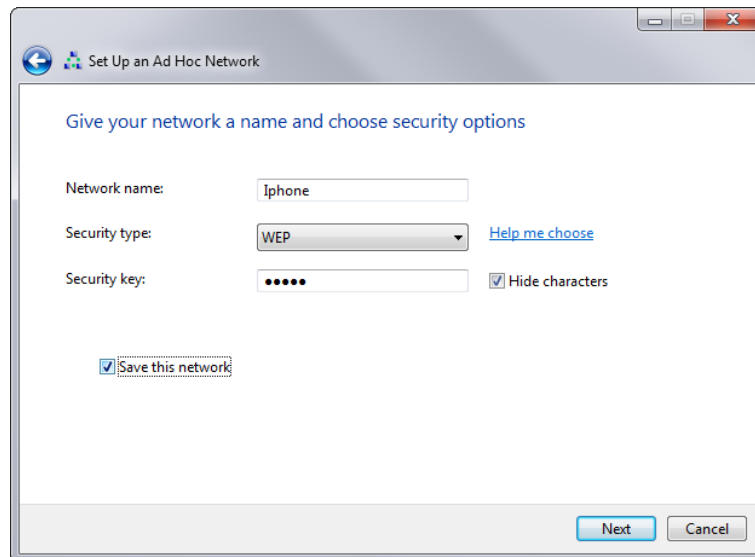 Set Up an Ad Hoc Network
Give your network a name and choose security options
Network name: Iphone
Security type: WEP Help me choose
Security key: ●●●●● Hide characters
Save this network
Next Cancel